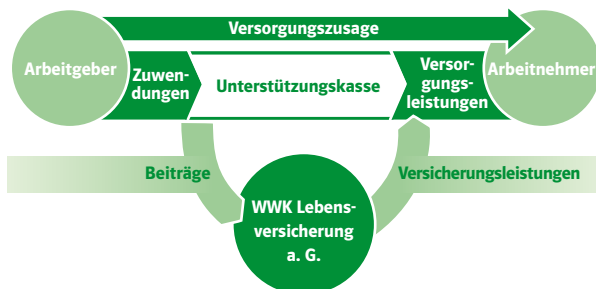 Versorgungszusage
Arbeitgeber
Zuwen-
dungen
Unterstützungskasse
Versor-
gungs-
leistungen
Arbeitnehmer
Beiträge
Versicherungsleistungen
WWK Lebens-
versicherung
a. G.